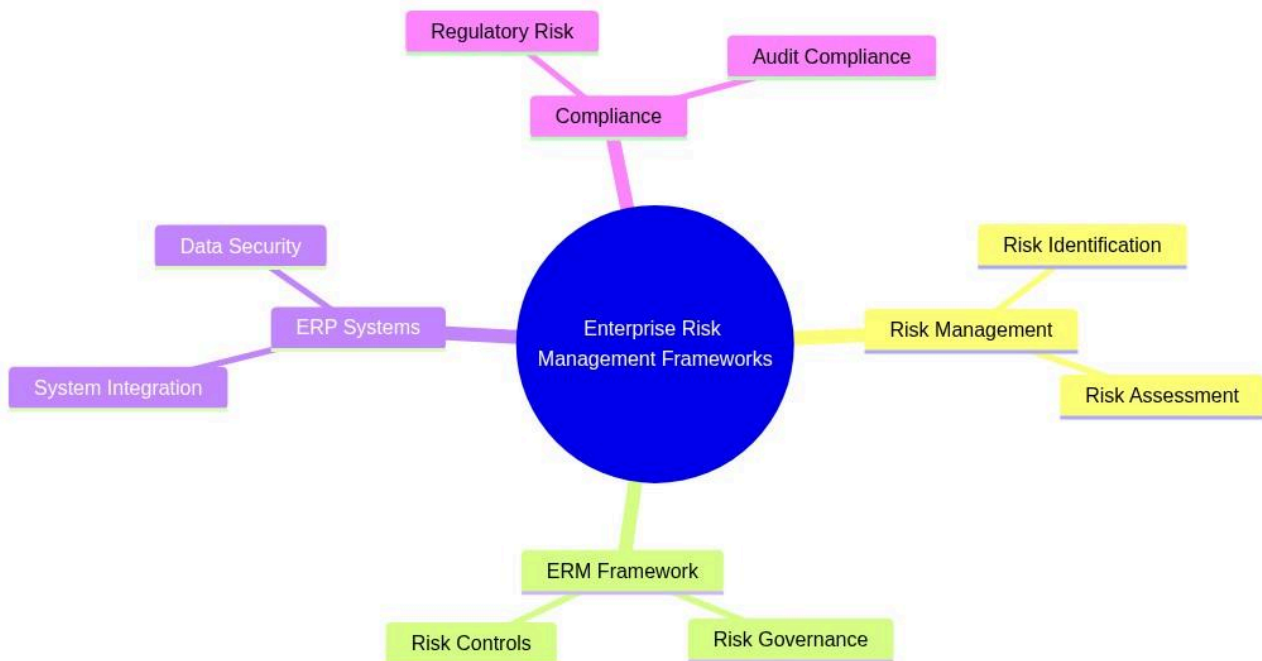 Regulatory Risk
Audit Compliance
Compliance
Data Security
Risk Identification
ERP Systems
Enterprise Risk
Management Frameworks
Risk Management
System Integration
Risk Assessment
ERM Framework
Risk Controls
Risk Governance